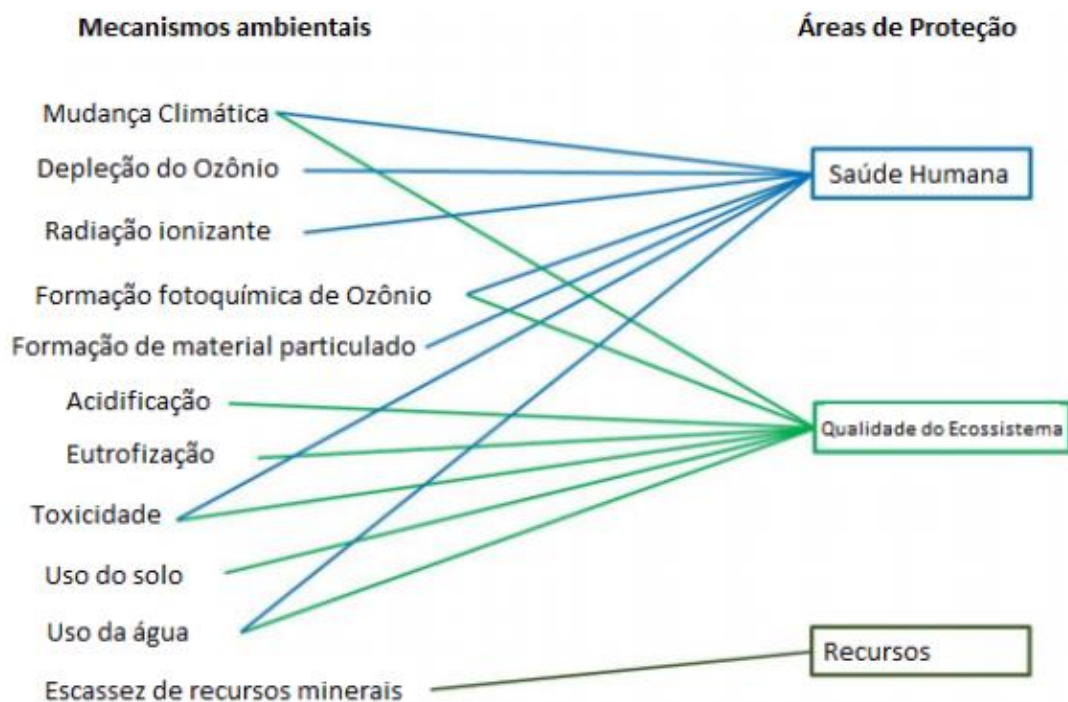 Mecanismos ambientais
Áreas de Proteção
Mudança Climática
Depleção do Ozônio
Saúde Humana
Radiação ionizante
Formação fotoquímica de Ozônio
Formação de material particulado
Acidificação
Qualidade do Ecossistema
Eutrofização
Toxicidade
Uso do solo
Uso da água
Recursos
Escassez de recursos minerais